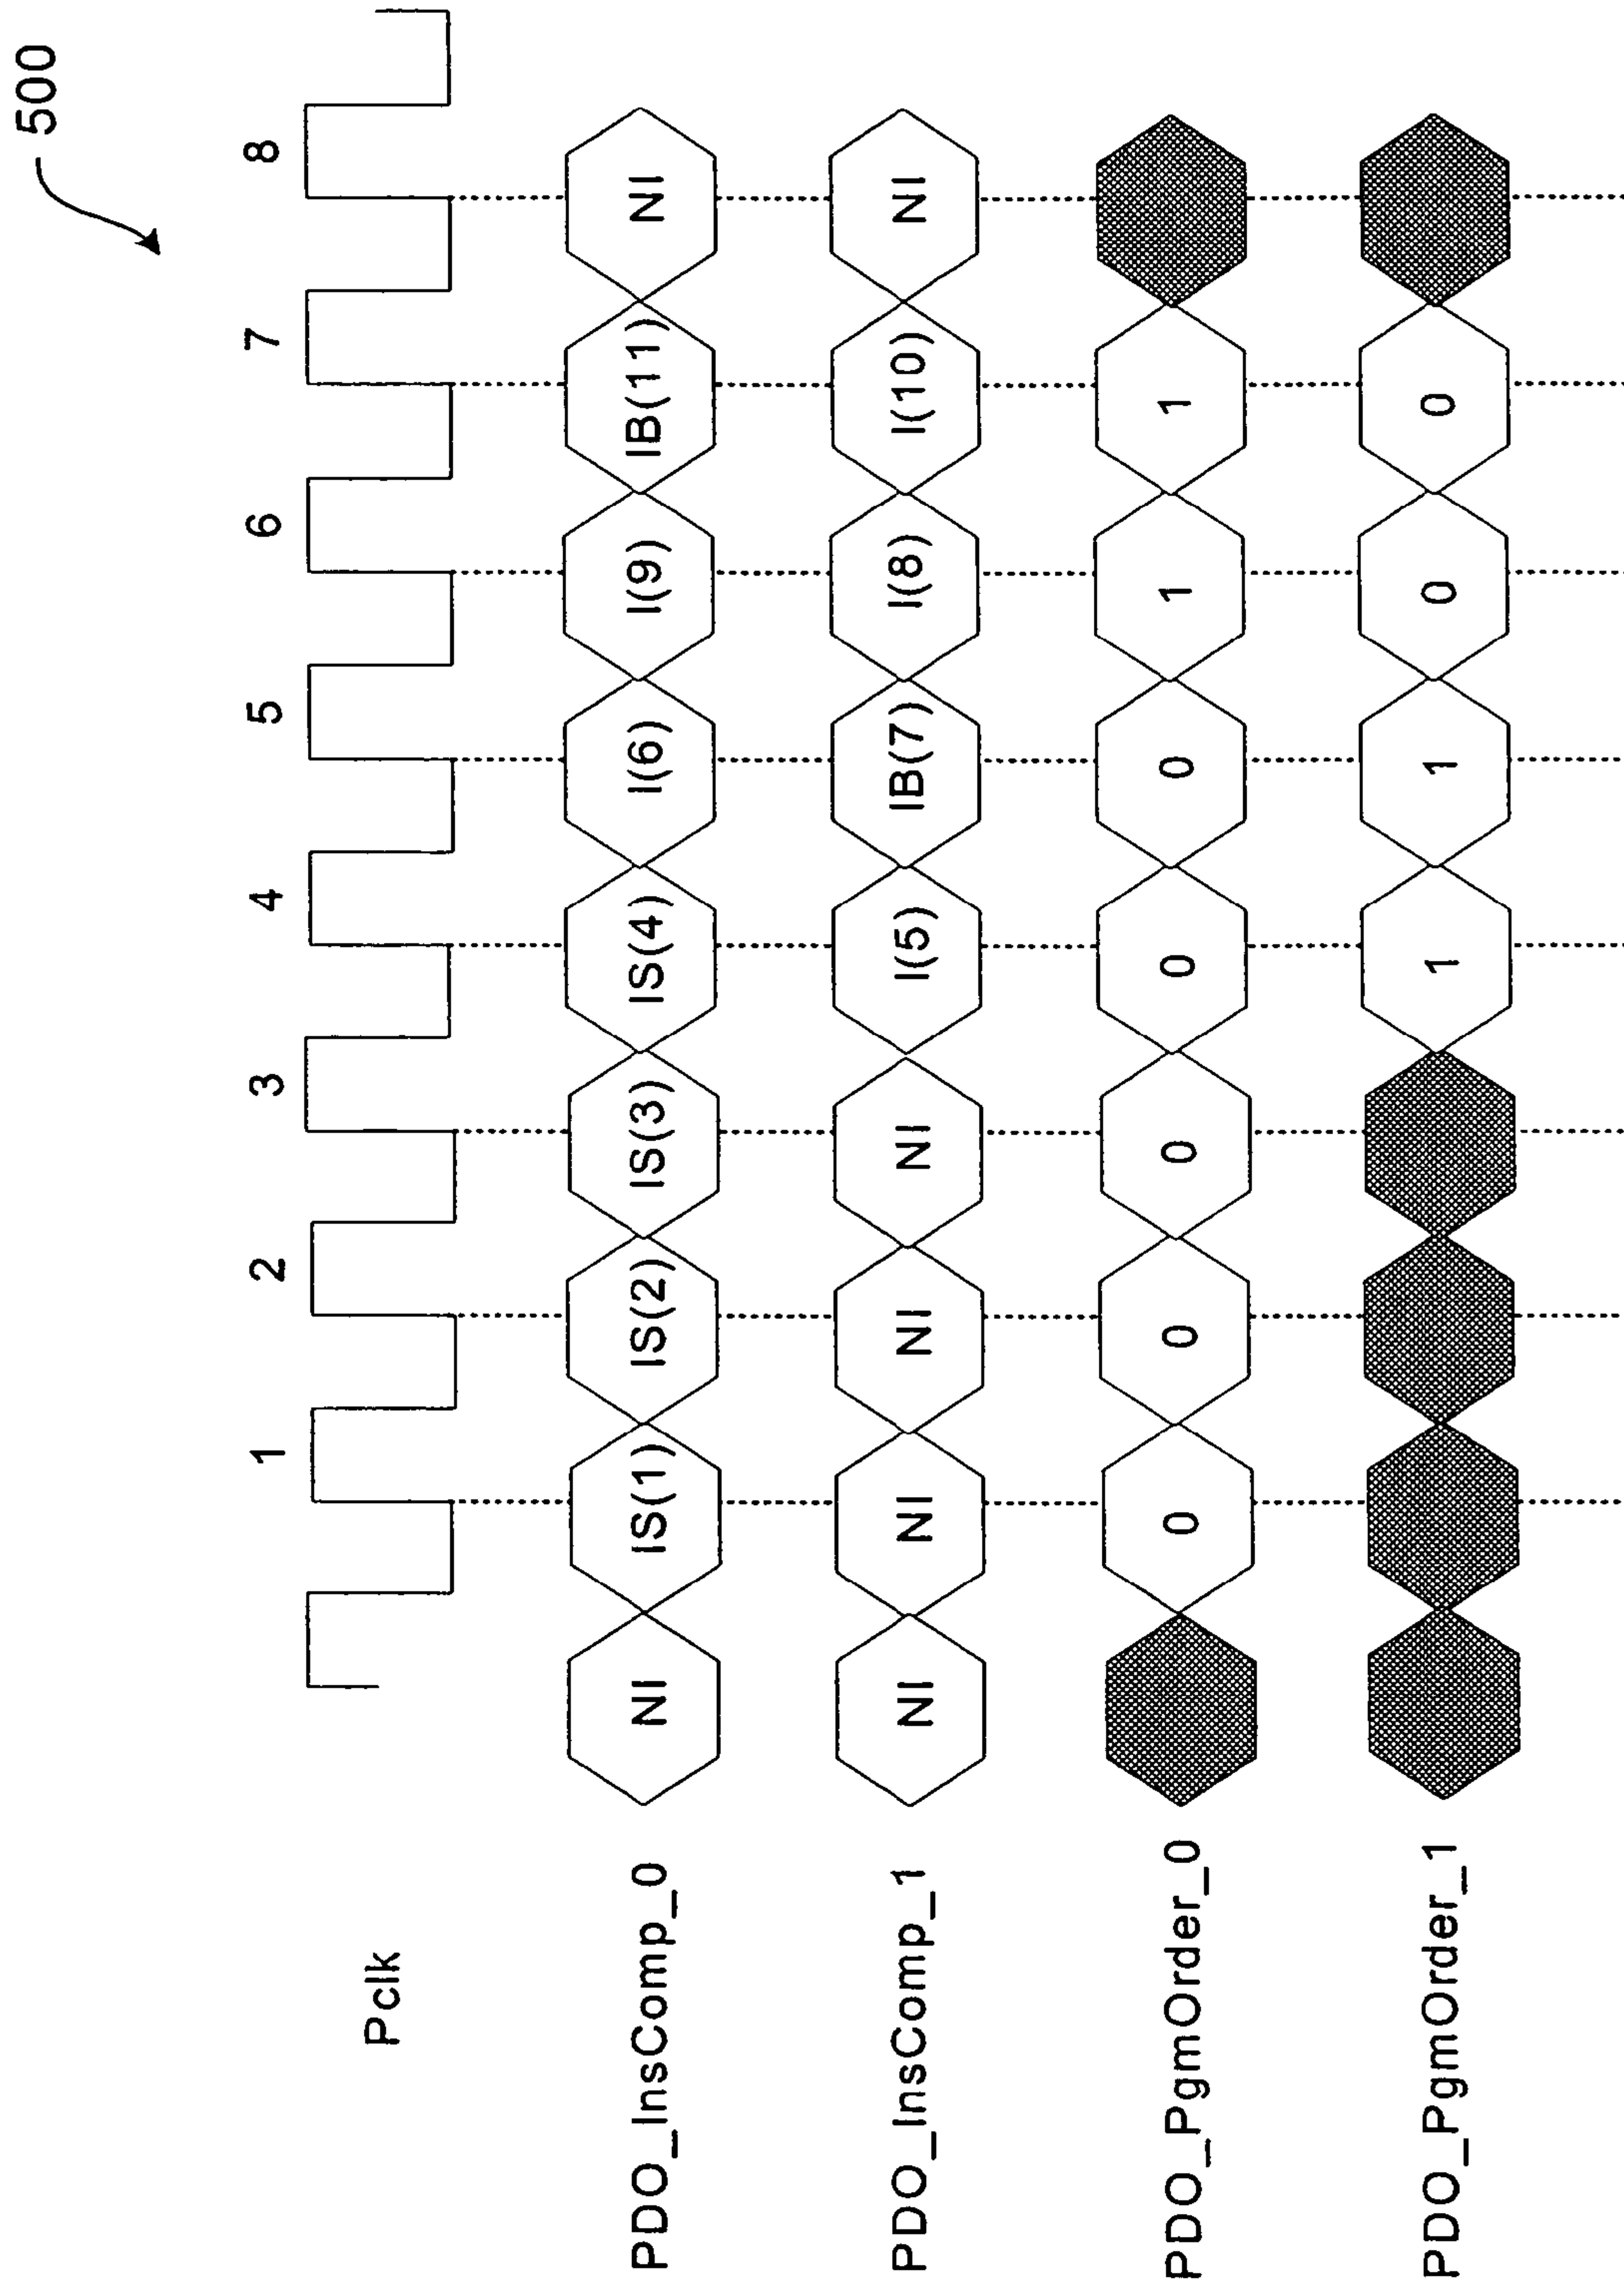 500
1 2 3 4 5 6 7 8
Pclk
PDO_InsComp_0 NI IS(1) IS(2) IS(3) IS(4) I(6) I(9) IB(11) NI
PDO_InsComp_1 NI NI NI NI I(5) IB(7) I(8) I(10) NI
PDO_PgmOrder_0 0 0 0 0 0 1 1
PDO_PgmOrder_1 1 1 0 0